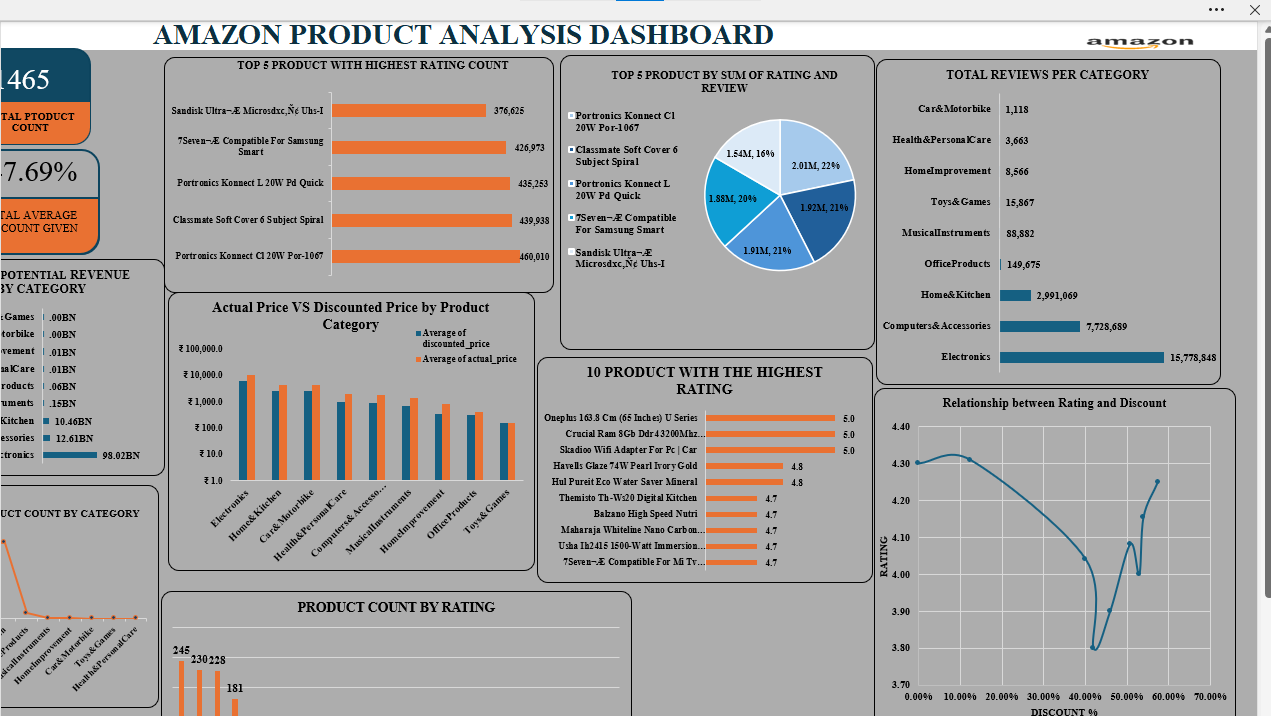 AMAZON PRODUCT ANALYSIS DASHBOARD
amazon
1465
TAL PTODUCT
COUNT
7.69%
TAL AVERAGE
COUNT GIVEN
TOP 5 PRODUCT WITH HIGHEST RATING COUNT
Sandisk Ultra¬Æ Microsdxc‚Ñ¢ Uhs-I 376,625
7Seven¬Æ Compatible For Samsung
Smart
426,973
Portronics Konnect L 20W Pd Quick 435,253
Classmate Soft Cover 6 Subject Spiral 439,938
Portronics Konnect Cl 20W Por-1067 460,010
TOP 5 PRODUCT BY SUM OF RATING AND
REVIEW
Portronics Konnect Cl
20W Por-1067
Classmate Soft Cover 6
Subject Spiral
Portronics Konnect L
20W Pd Quick
7Seven¬Æ Compatible
For Samsung Smart
Sandisk Ultra¬Æ
Microsdxc‚Ñ¢ Uhs-I
1.54M, 16%
2.01M, 22%
1.88M, 20%
1.92M, 21%
1.91M, 21%
TOTAL REVIEWS PER CATEGORY
Car&Motorbike 1,118
Health&PersonalCare 3,663
HomeImprovement 8,566
Toys&Games 15,867
MusicalInstruments 88,882
OfficeProducts 149,675
Home&Kitchen 2,991,069
Computers&Accessories 7,728,689
Electronics 15,778,848
POTENTIAL REVENUE
BY CATEGORY
&Games .00BN
torbike .00BN
ovement .01BN
nalCare .01BN
roducts .06BN
uments .15BN
Kitchen 10.46BN
essories 12.61BN
ctronics 98.02BN
Actual Price VS Discounted Price by Product
Category
Average of
discounted_price
Average of actual_price
₹ 100,000.0
₹ 10,000.0
₹ 1,000.0
₹ 100.0
₹ 10.0
₹ 1.0
Electronics
Home&Kitchen
Car&Motorbike
Health&PersonalCare
Computers&Accesso…
MusicalInstruments
HomeImprovement
OfficeProducts
Toys&Games
10 PRODUCT WITH THE HIGHEST
RATING
Oneplus 163.8 Cm (65 Inches) U Series 5.0
Crucial Ram 8Gb Ddr4 3200Mhz… 5.0
Skadioo Wifi Adapter For Pc | Car 5.0
Havells Glaze 74W Pearl Ivory Gold 4.8
Hul Pureit Eco Water Saver Mineral 4.8
Themisto Th-Ws20 Digital Kitchen 4.7
Balzano High Speed Nutri 4.7
Maharaja Whiteline Nano Carbon… 4.7
Usha Ih2415 1500-Watt Immersion… 4.7
7Seven¬Æ Compatible For Mi Tv… 4.7
Relationship between Rating and Discount
4.40
4.30
4.20
4.10
4.00
3.90
3.80
3.70
RATING
0.00% 10.00% 20.00% 30.00% 40.00% 50.00% 60.00% 70.00%
DISCOUNT %
UCT COUNT BY CATEGORY
Products
sicalInstruments
HomeImprovement
Car&Motorbike
Toys&Games
Health&PersonalCare
PRODUCT COUNT BY RATING
245
230
228
181